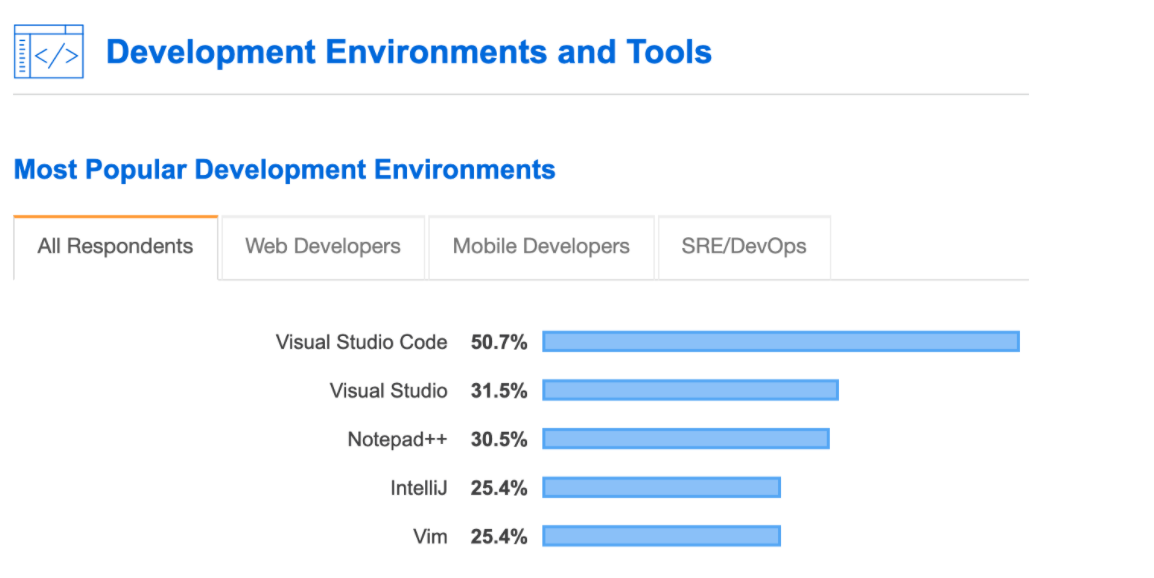 </>
Development Environments and Tools
Most Popular Development Environments
All Respondents Web Developers Mobile Developers SRE/DevOps
Visual Studio Code 50.7%
Visual Studio 31.5%
Notepad++ 30.5%
IntelliJ 25.4%
Vim 25.4%